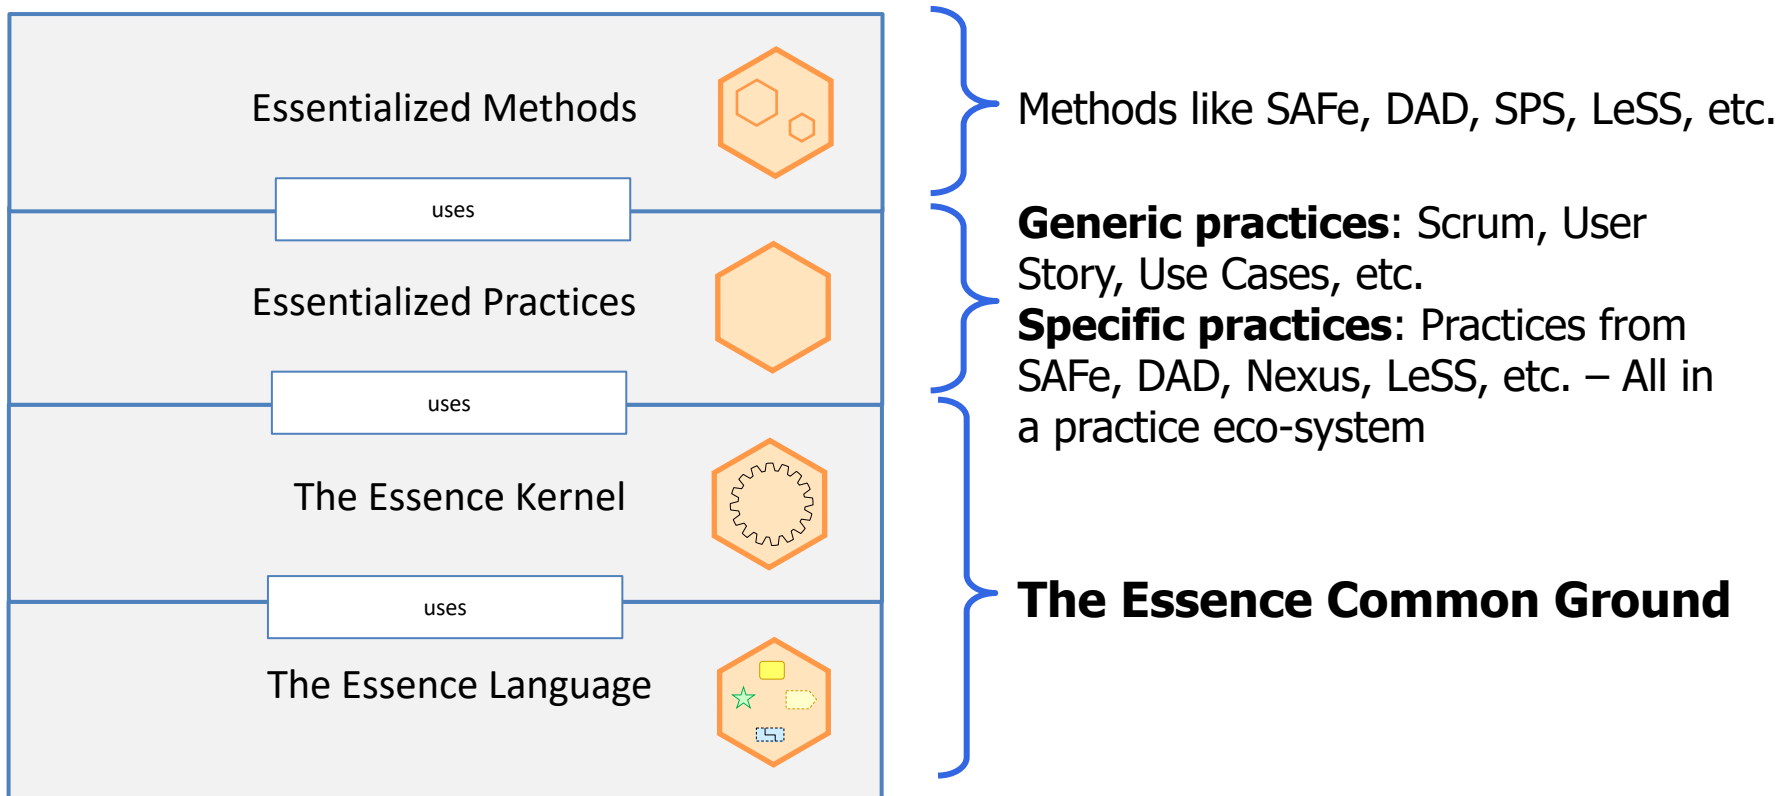 Essentialized Methods
uses
Essentialized Practices
uses
The Essence Kernel
uses
The Essence Language
Methods like SAFe, DAD, SPS, LeSS, etc.
Generic practices: Scrum, User
Story, Use Cases, etc.
Specific practices: Practices from
SAFe, DAD, Nexus, LeSS, etc. – All in
a practice eco-system
The Essence Common Ground